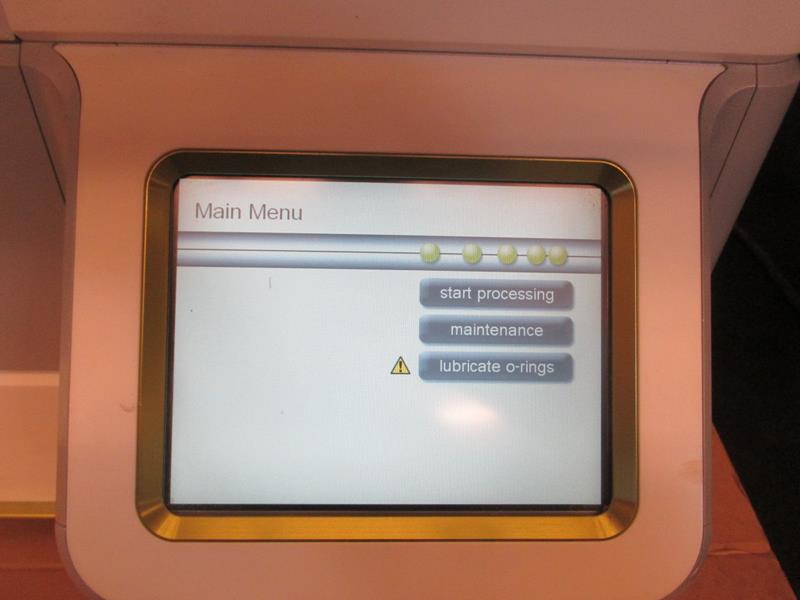 Main Menu
start processing
maintenance
lubricate o-rings